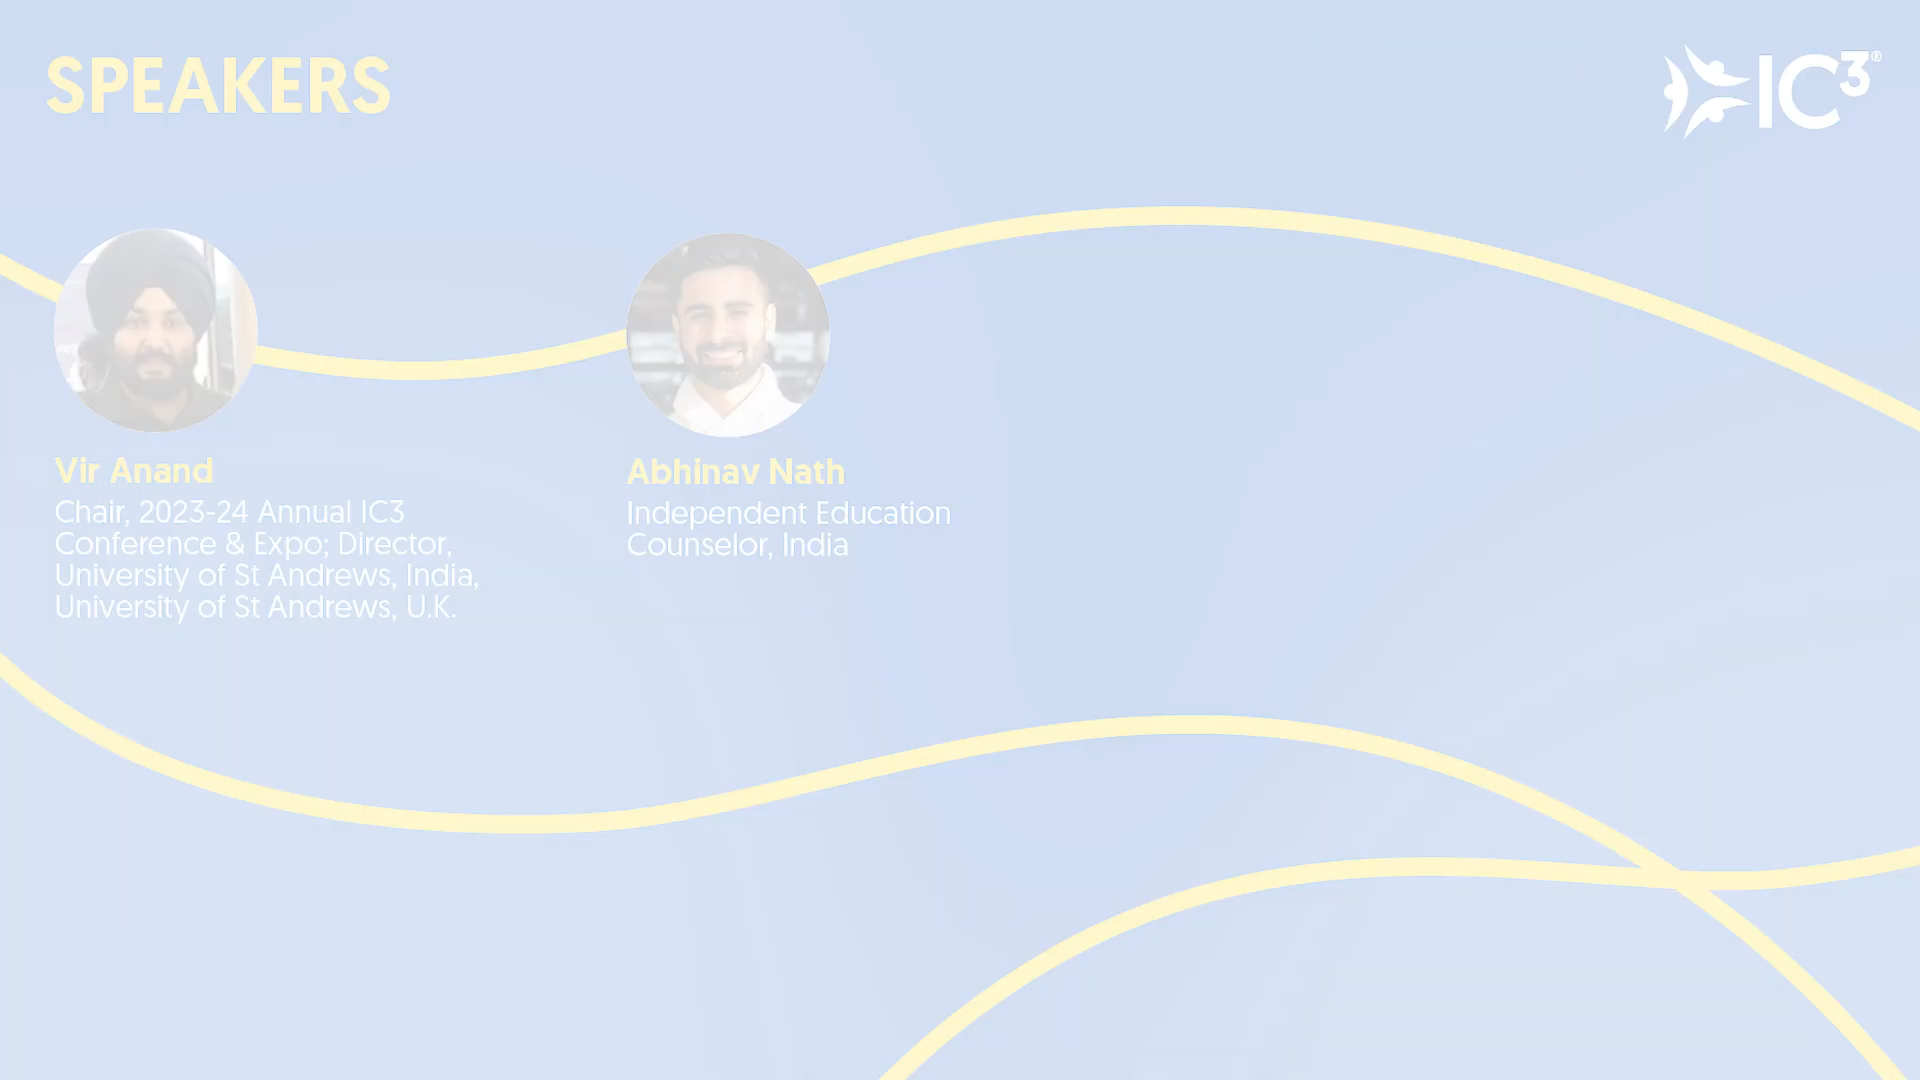 SPEAKERS
IC3®
Vir Anand
Chair, 2023-24 Annual IC3
Conference & Expo; Director,
University of St Andrews, India,
University of St Andrews, U.K.
Abhinav Nath
Independent Education
Counselor, India